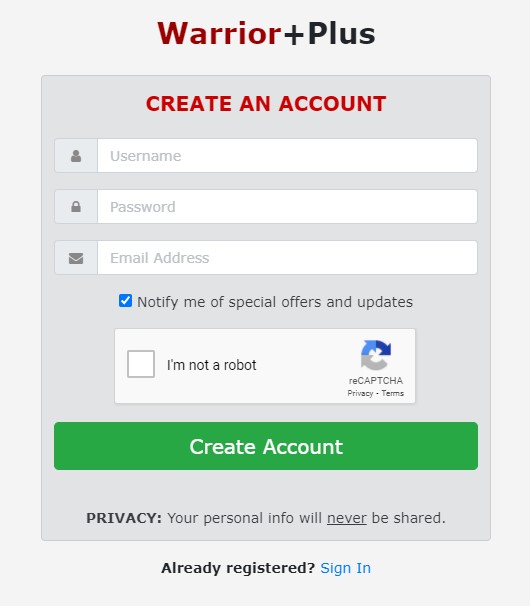 Warrior+Plus
CREATE AN ACCOUNT
Username
Password
Email Address
Notify me of special offers and updates
I'm not a robot
reCAPTCHA
Privacy - Terms
Create Account
PRIVACY: Your personal info will never be shared.
Already registered? Sign In